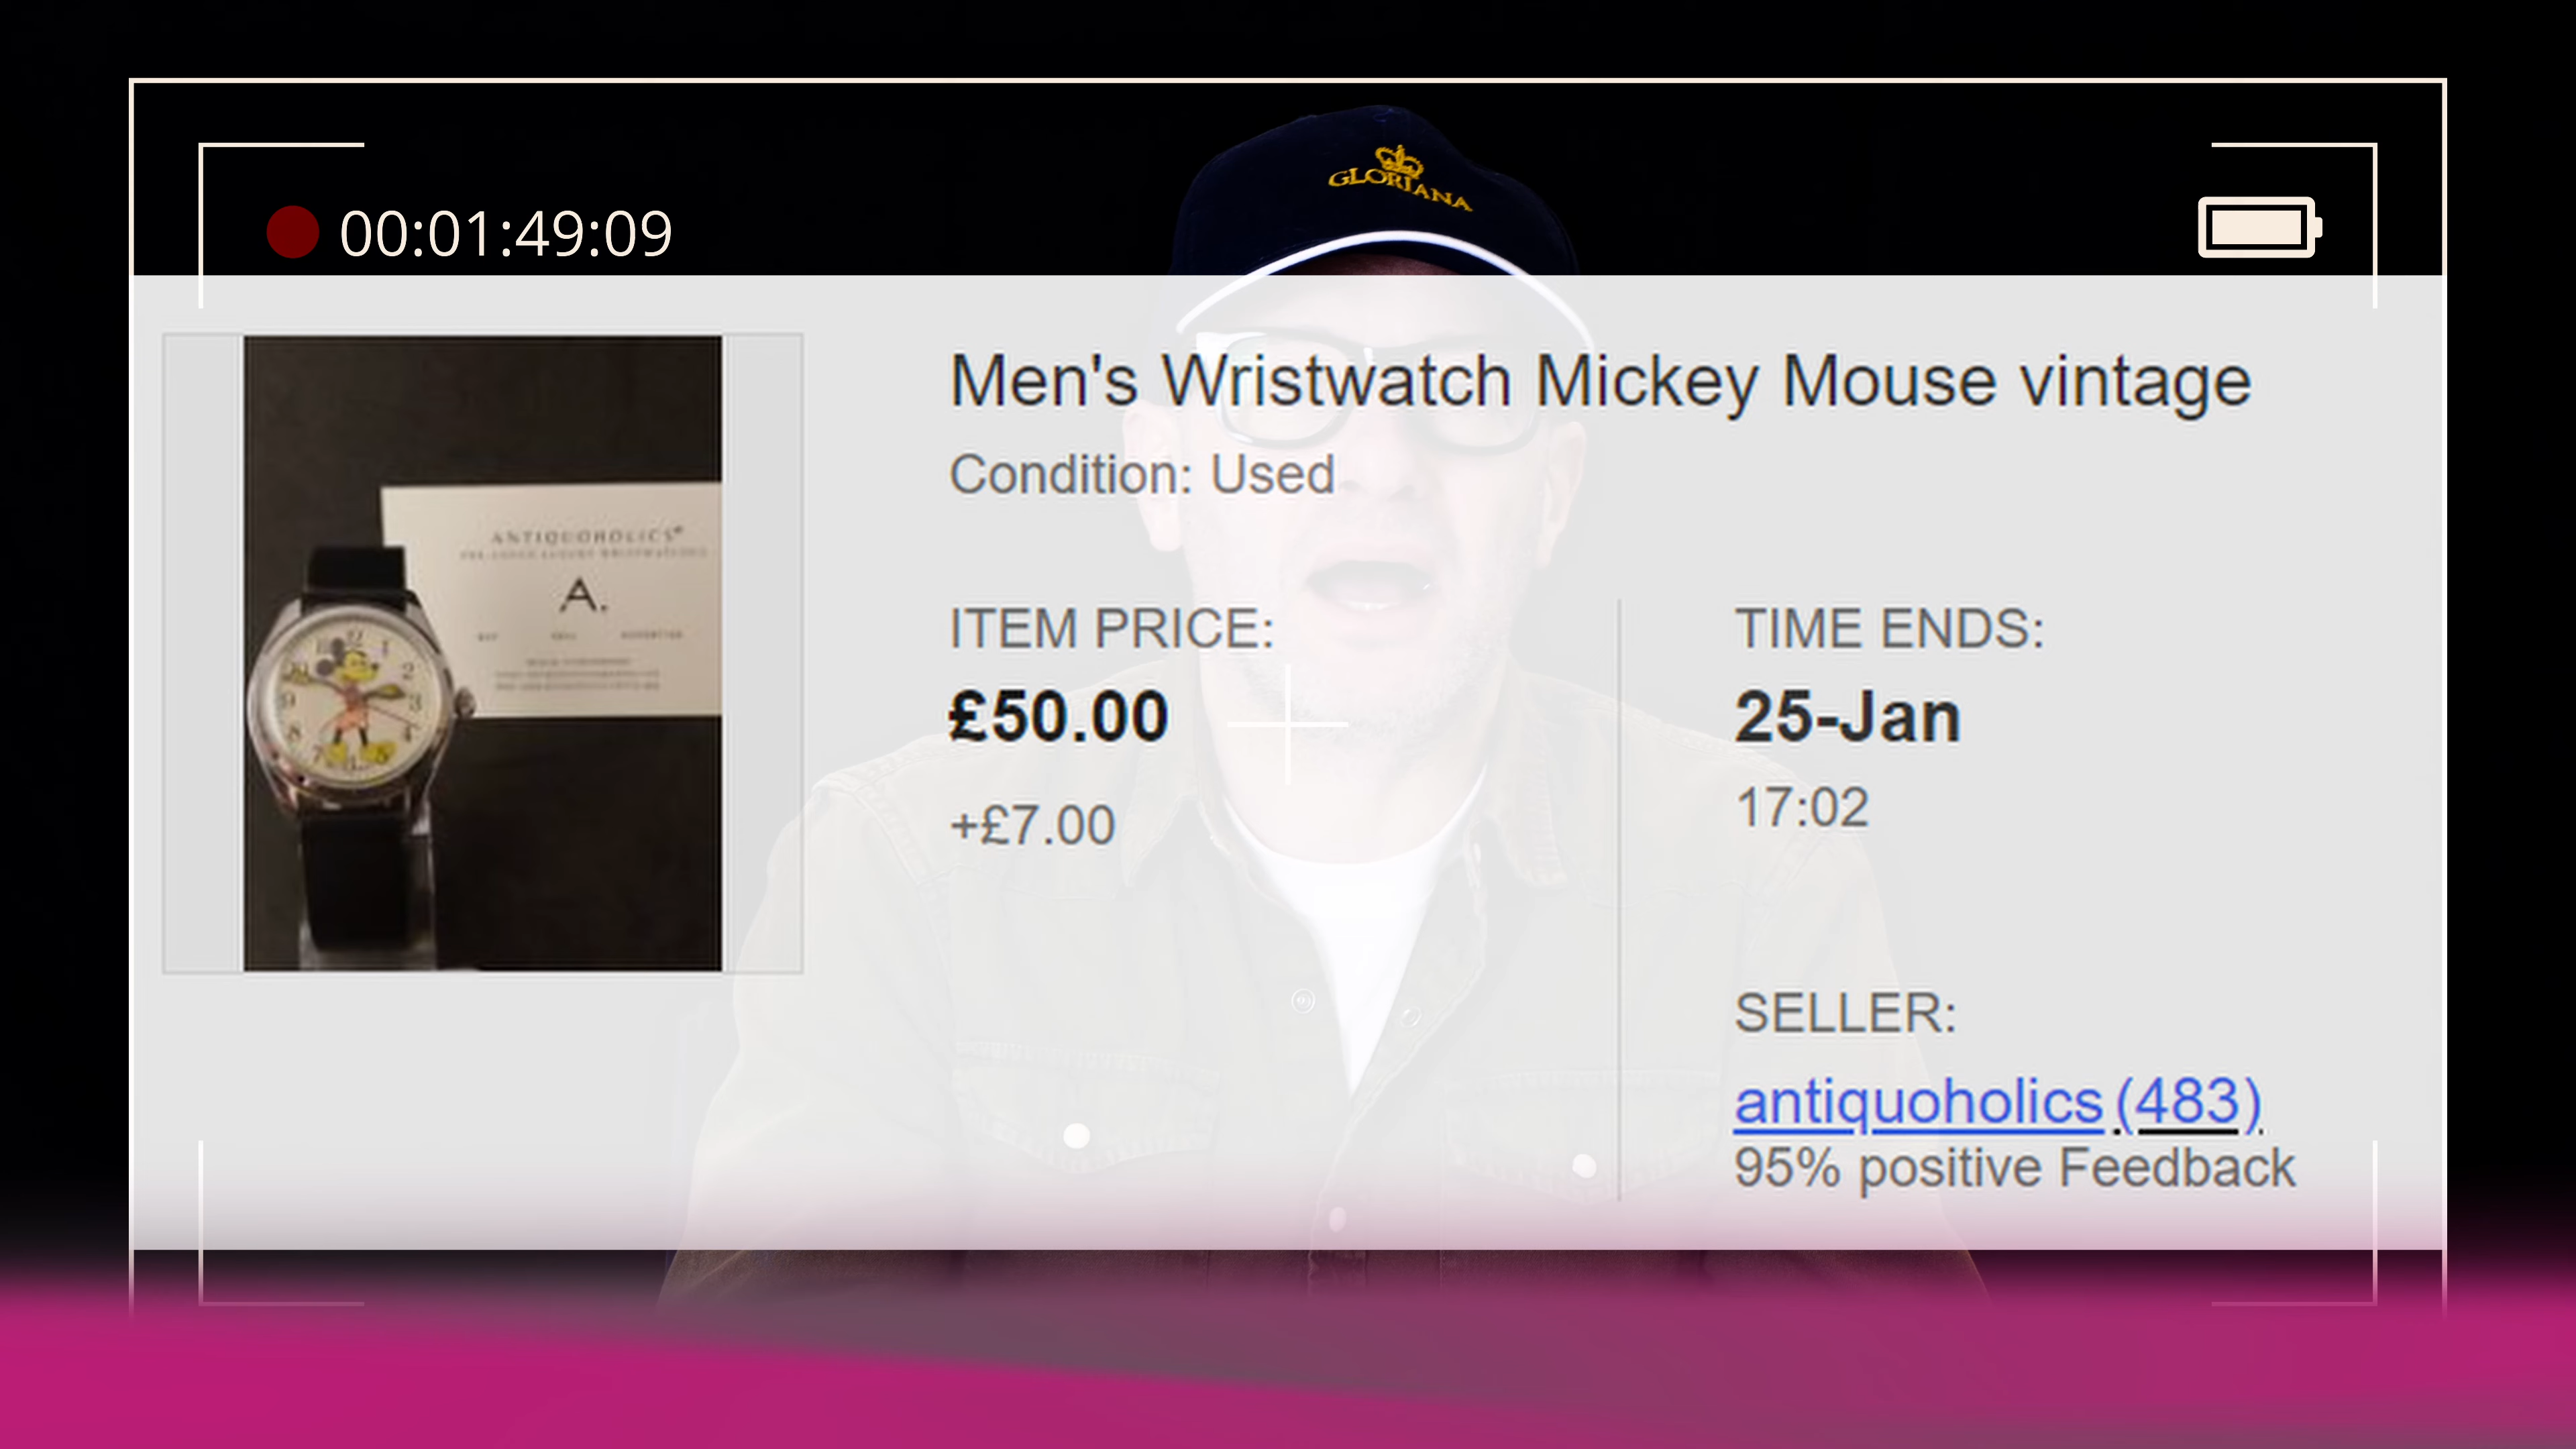 GLORIANA
00:01:49:09
Men's Wristwatch Mickey Mouse vintage
Condition: Used
ANTIQUOHOLICS®
A.
ITEM PRICE:
£50.00
+£7.00
TIME ENDS:
25-Jan
17:02
SELLER:
antiquoholics (483)
95% positive Feedback